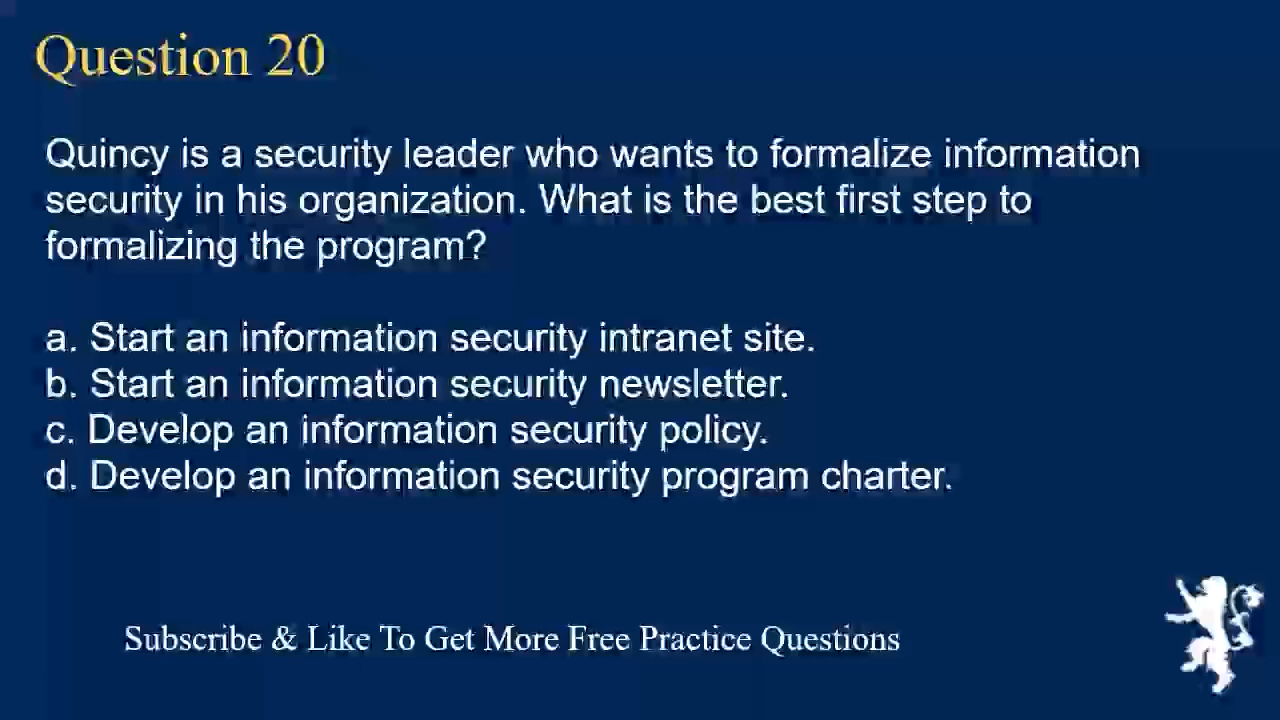 Question 20
Quincy is a security leader who wants to formalize information
security in his organization. What is the best first step to
formalizing the program?
a. Start an information security intranet site.
b. Start an information security newsletter.
c. Develop an information security policy.
d. Develop an information security program charter.
Subscribe & Like To Get More Free Practice Questions